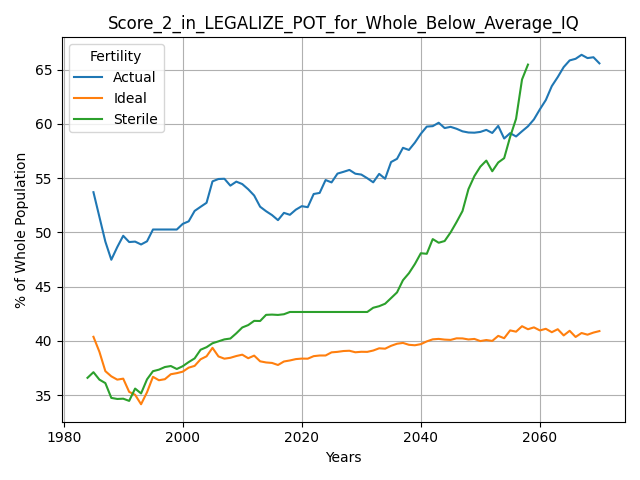 Score_2_in_LEGALIZE_POT_for_Whole_Below_Average_IQ
Fertility
Actual
Ideal
Sterile
% of Whole Population
65
60
55
50
45
40
35
1980
2000
2020
2040
2060
Years